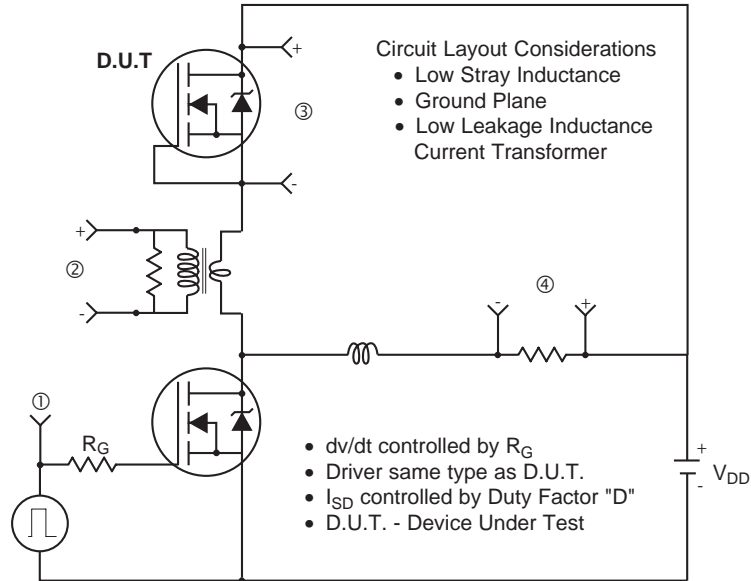 D.U.T
+
-
③
Circuit Layout Considerations
• Low Stray Inductance
• Ground Plane
• Low Leakage Inductance
Current Transformer
+
②
-
④
-
+
①
R_G
+
V_DD
-
• dv/dt controlled by R_G
• Driver same type as D.U.T.
• I_SD controlled by Duty Factor "D"
• D.U.T. - Device Under Test